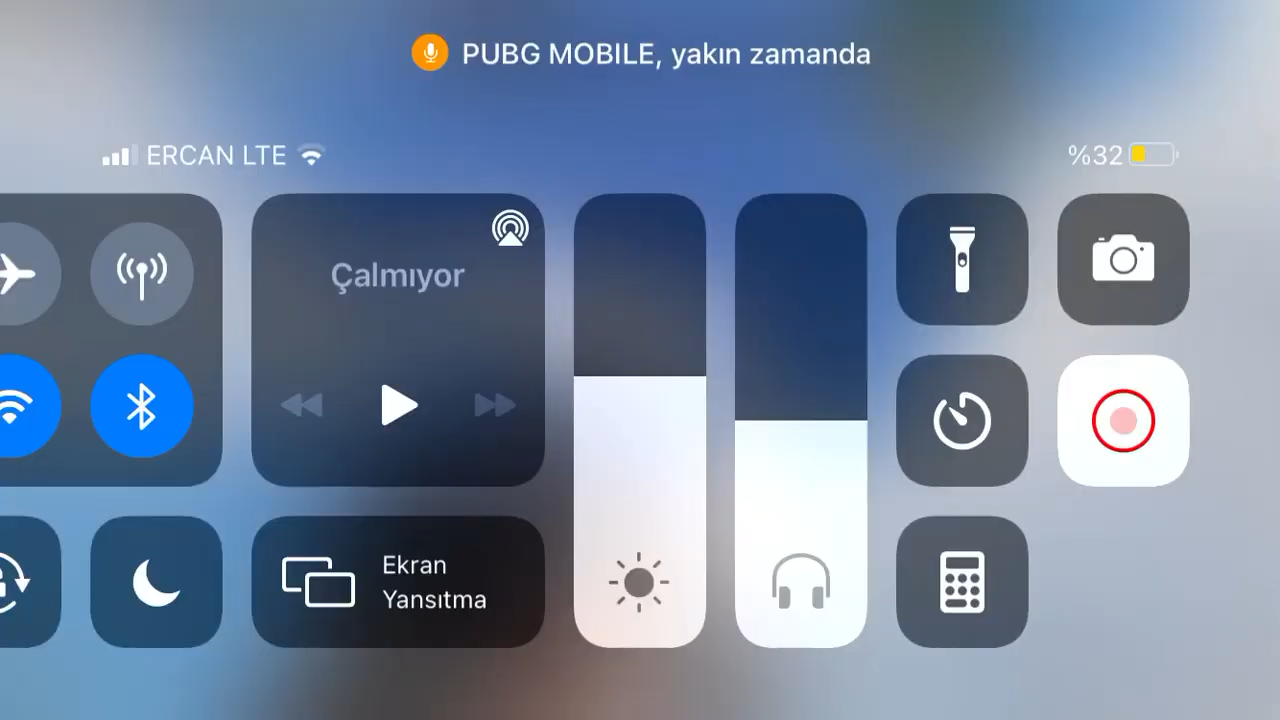 PUBG MOBILE, yakın zamanda
ERCAN LTE
%32
Çalmıyor
Ekran
Yansıtma